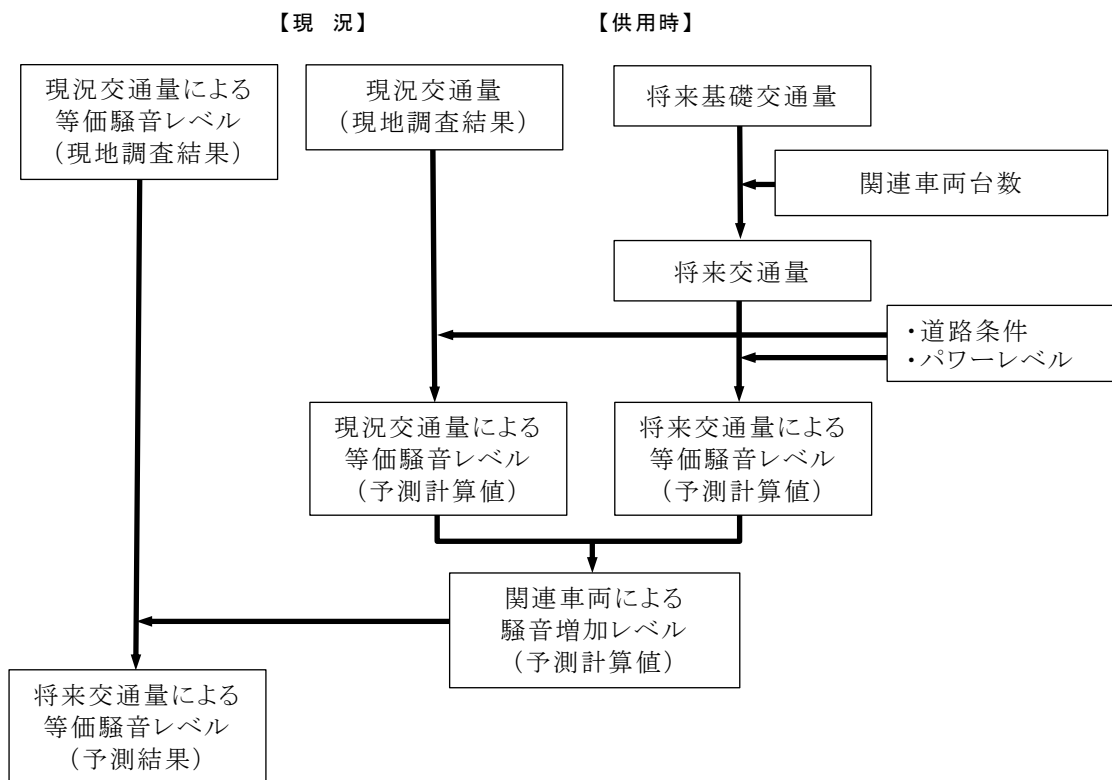 【現 況】
【供用時】
現況交通量による
等価騒音レベル
(現地調査結果)
現況交通量
(現地調査結果)
将来基礎交通量
関連車両台数
将来交通量
・道路条件
・パワーレベル
現況交通量による
等価騒音レベル
(予測計算値)
将来交通量による
等価騒音レベル
(予測計算値)
関連車両による
騒音増加レベル
(予測計算値)
将来交通量による
等価騒音レベル
(予測結果)